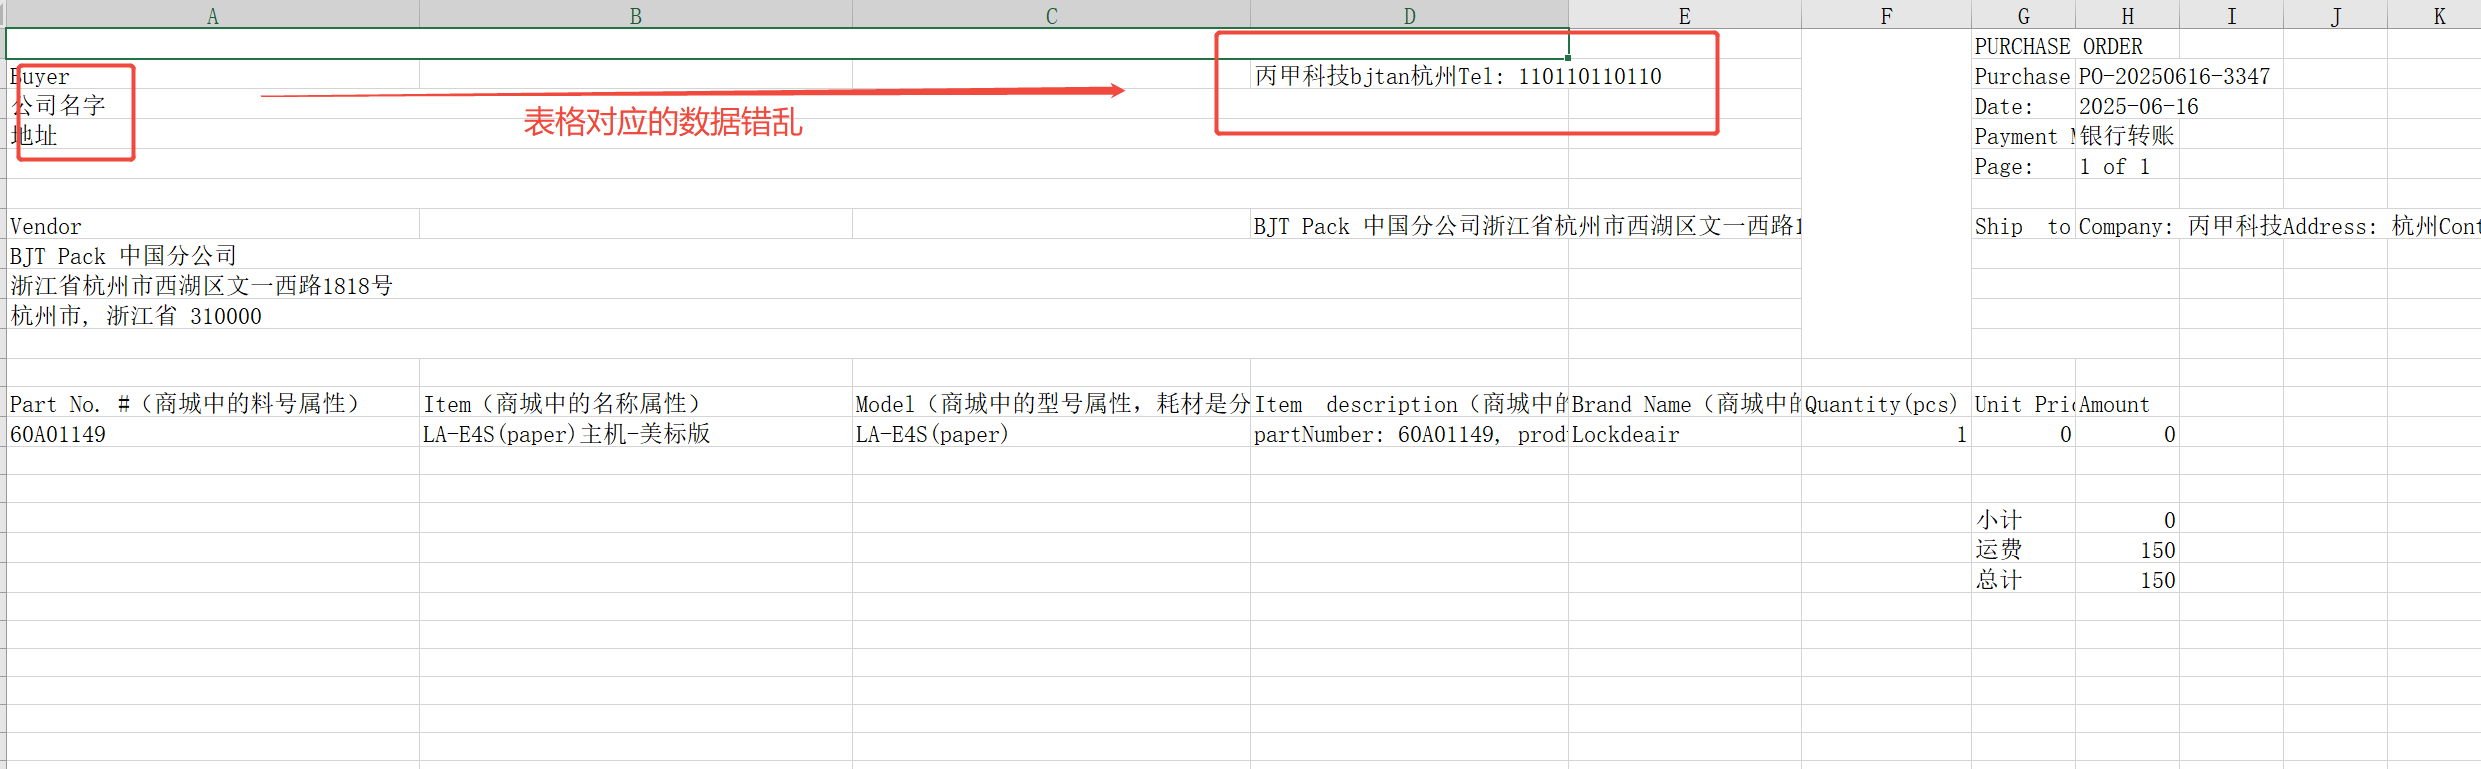 A B C D E F G H I J K
PURCHASE ORDER
Buyer 丙甲科技bjtan杭州Tel: 110110110110 Purchase PO-20250616-3347
公司名字 Date: 2025-06-16
表格对应的数据错乱
地址 Payment M 银行转账
Page: 1 of 1
Vendor BJT Pack 中国分公司浙江省杭州市西湖区文一西路1 Ship to Company: 丙甲科技Address: 杭州Cont
BJT Pack 中国分公司
浙江省杭州市西湖区文一西路1818号
杭州市, 浙江省 310000
Part No. #（商城中的料号属性） Item（商城中的名称属性） Model（商城中的型号属性，耗材是分 Item description（商城中的 Brand Name（商城中的 Quantity(pcs) Unit Pric Amount
60A01149 LA-E4S(paper)主机-美标版 LA-E4S(paper) partNumber: 60A01149, prod Lockdeair 1 0 0
小计 0
运费 150
总计 150